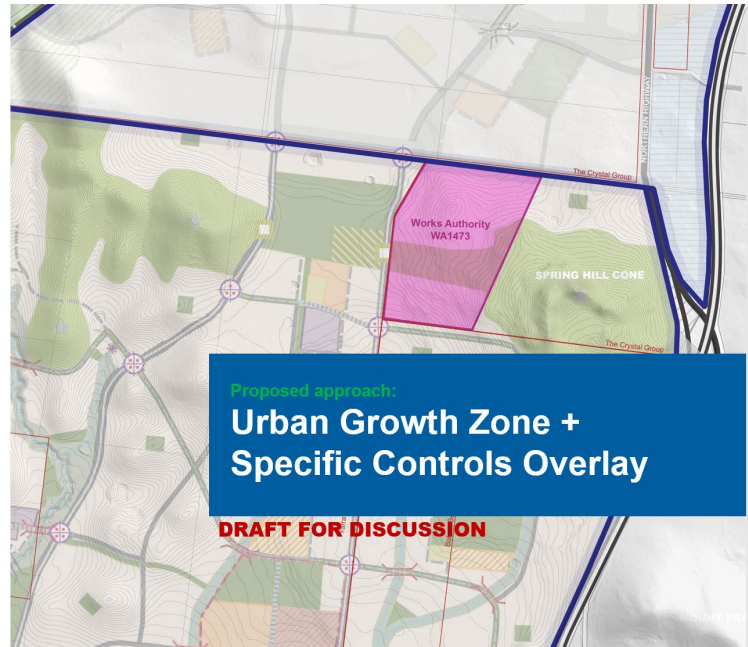 NORTHERN HIGHWAY
The Crystal Group
Works Authority
WA1473
SPRING HILL CONE
The Crystal Group
Proposed approach:
Urban Growth Zone +
Specific Controls Overlay
DRAFT FOR DISCUSSION